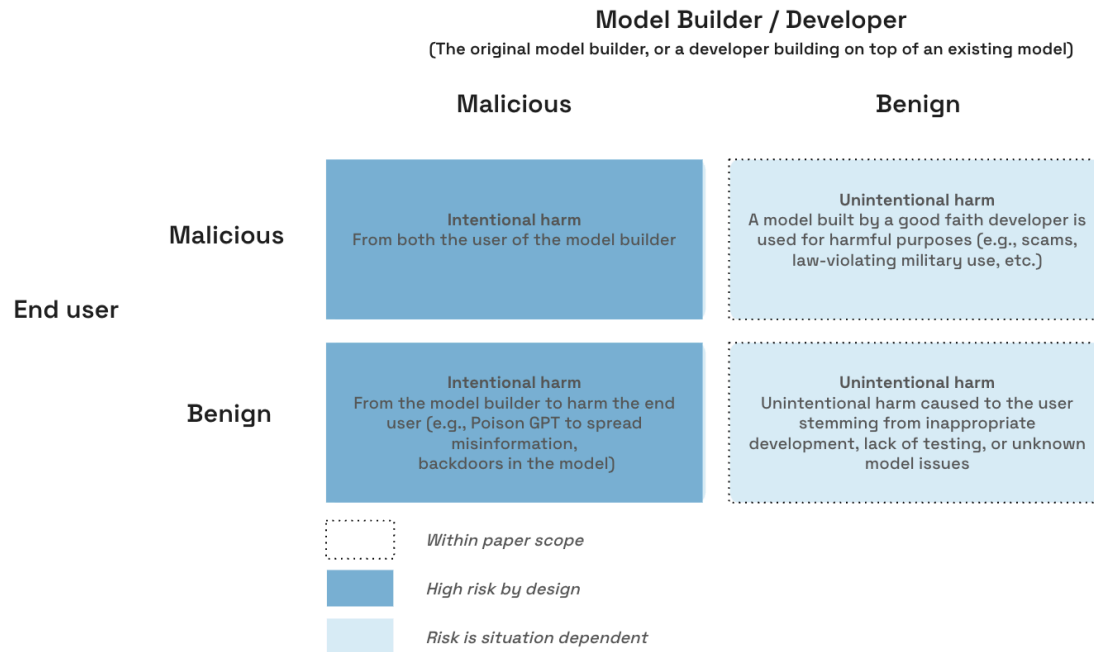 Model Builder / Developer
(The original model builder, or a developer building on top of an existing model)
Malicious
Benign
End user
Malicious
Intentional harm
From both the user of the model builder
Unintentional harm
A model built by a good faith developer is
used for harmful purposes (e.g., scams,
law-violating military use, etc.)
Benign
Intentional harm
From the model builder to harm the end
user (e.g., Poison GPT to spread
misinformation,
backdoors in the model)
Unintentional harm
Unintentional harm caused to the user
stemming from inappropriate
development, lack of testing, or unknown
model issues
Within paper scope
High risk by design
Risk is situation dependent